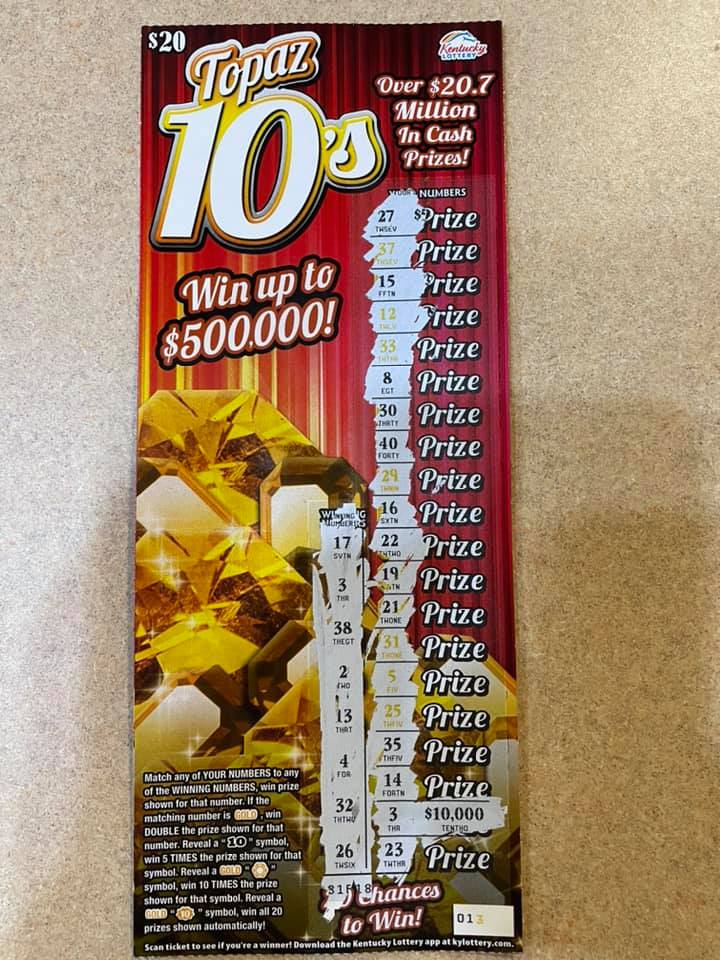 $20
Topaz
10's
Kentucky
LOTTERY
Over $20.7
Million
In Cash
Prizes!
Win up to
$500,000!
NUMBERS
27 Prize
TWSEV
37 Prize
THSEV
15 Prize
FFTN
12 Prize
TWLV
33 Prize
THTHR
8 Prize
EGT
30 Prize
THRTY
40 Prize
FORTY
29 Prize
TWNIN
16 Prize
SXTN
22 Prize
TWTWO
19 Prize
21 Prize
TWONE
31 Prize
THONE
5 Prize
FIV
25 Prize
TWFIV
35 Prize
THFIV
14 Prize
FORTN
3 $10,000
THR TENTHO
23 Prize
TWTHR
WINNING
NUMBERS
17
SVTN
3
THR
38
THEGT
2
TWO
13
THRT
4
FOR
32
THTWO
26
TWSIX
Match any of YOUR NUMBERS to any
of the WINNING NUMBERS, win prize
shown for that number. If the
matching number is GOLD, win
DOUBLE the prize shown for that
number. Reveal a "10" symbol,
win 5 TIMES the prize shown for that
symbol. Reveal a GOLD " "
symbol, win 10 TIMES the prize
shown for that symbol. Reveal a
GOLD "10" symbol, win all 20
prizes shown automatically!
Chances
to Win!
013
Scan ticket to see if you're a winner! Download the Kentucky Lottery app at kylottery.com.